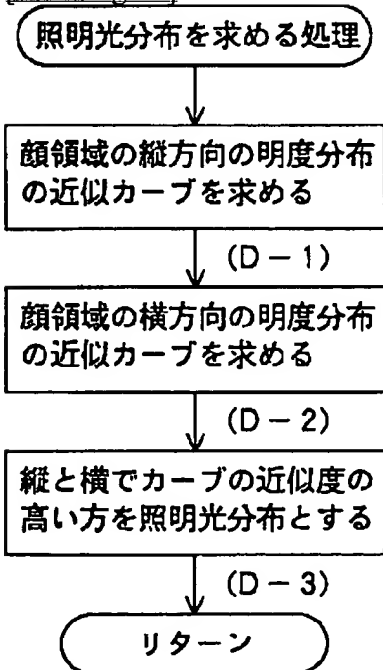 照明光分布を求める処理
顔領域の縦方向の明度分布
の近似カーブを求める
(D－1)
顔領域の横方向の明度分布
の近似カーブを求める
(D－2)
縦と横でカーブの近似度の
高い方を照明光分布とする
(D－3)
リターン